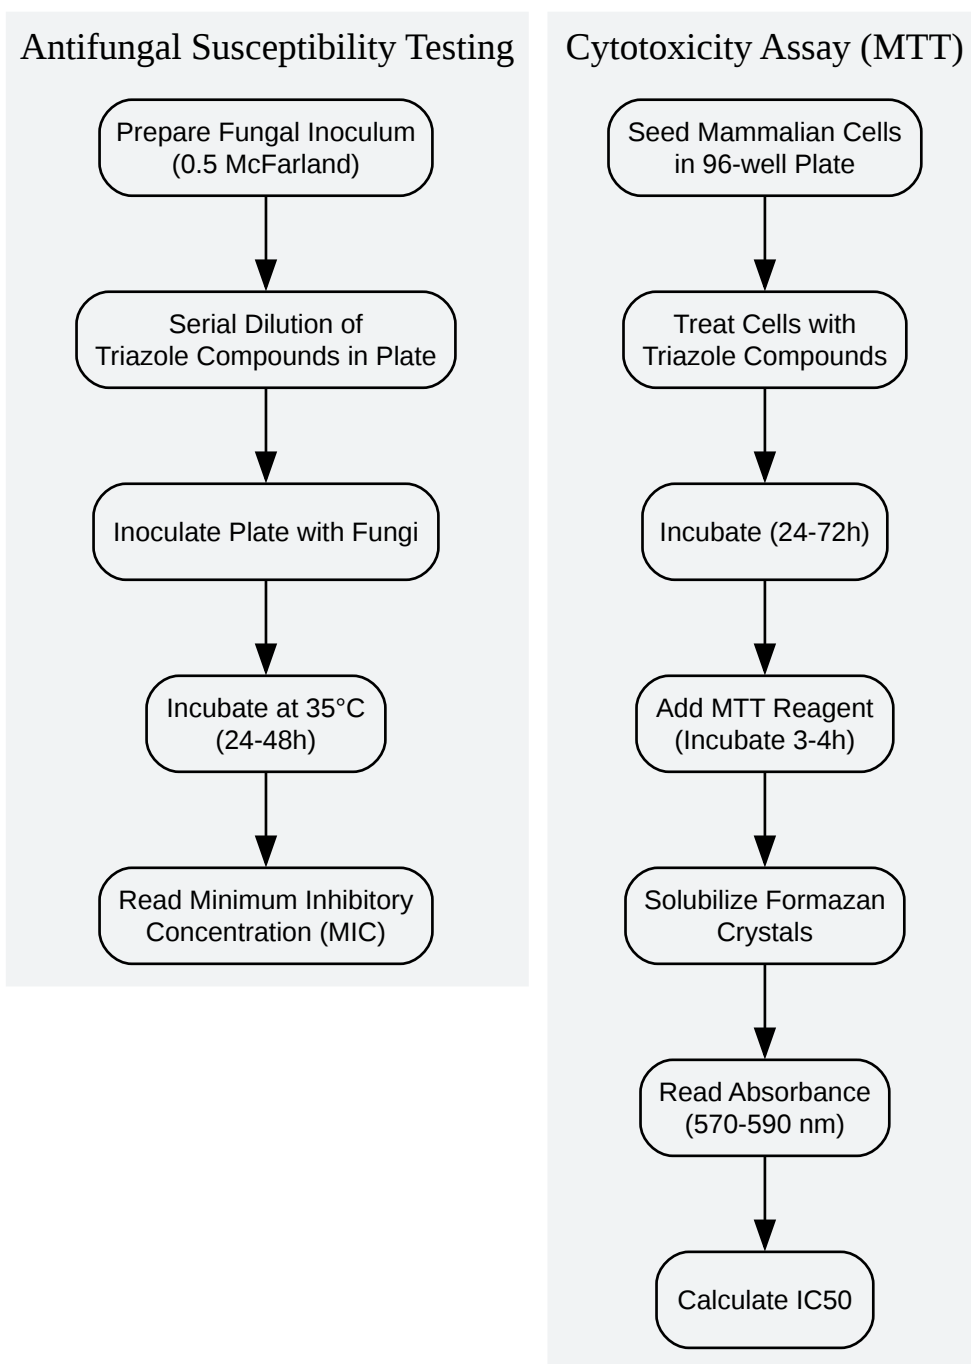 Antifungal Susceptibility Testing
Prepare Fungal Inoculum
(0.5 McFarland)
Serial Dilution of
Triazole Compounds in Plate
Inoculate Plate with Fungi
Incubate at 35°C
(24-48h)
Read Minimum Inhibitory
Concentration (MIC)
Cytotoxicity Assay (MTT)
Seed Mammalian Cells
in 96-well Plate
Treat Cells with
Triazole Compounds
Incubate (24-72h)
Add MTT Reagent
(Incubate 3-4h)
Solubilize Formazan
Crystals
Read Absorbance
(570-590 nm)
Calculate IC50